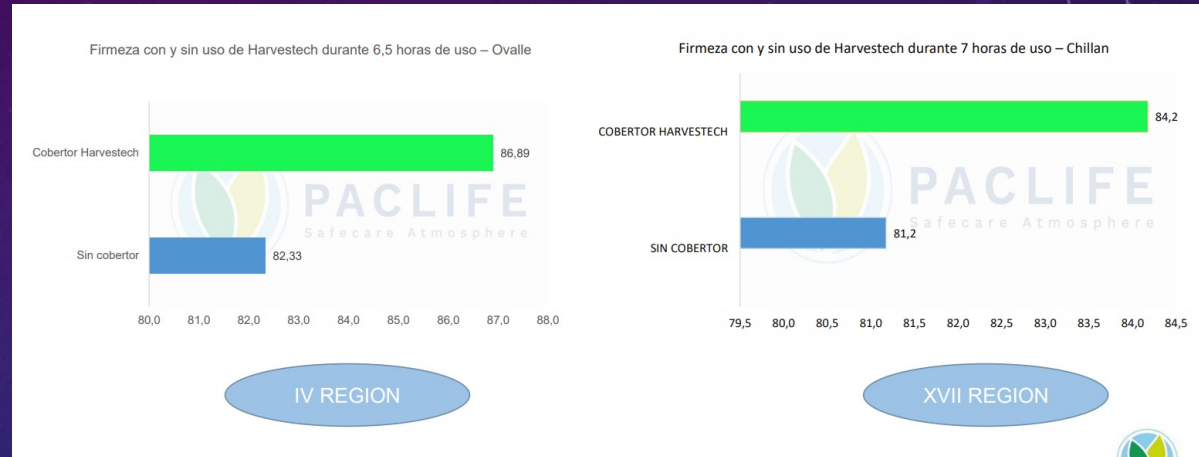 Firmeza con y sin uso de Harvestech durante 6,5 horas de uso – Ovalle
Cobertor Harvestech
86,89
Sin cobertor
82,33
80,0 81,0 82,0 83,0 84,0 85,0 86,0 87,0 88,0
PACLIFE
Safecare Atmosphere
IV REGION
Firmeza con y sin uso de Harvestech durante 7 horas de uso – Chillan
COBERTOR HARVESTECH
84,2
SIN COBERTOR
81,2
79,5 80,0 80,5 81,0 81,5 82,0 82,5 83,0 83,5 84,0 84,5
PACLIFE
Safecare Atmosphere
XVII REGION